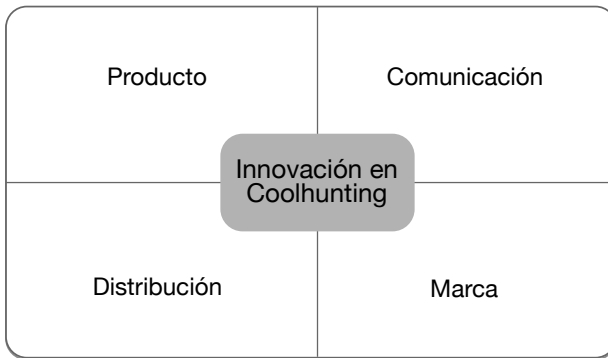 Producto
Comunicación
Innovación en
Coolhunting
Distribución
Marca